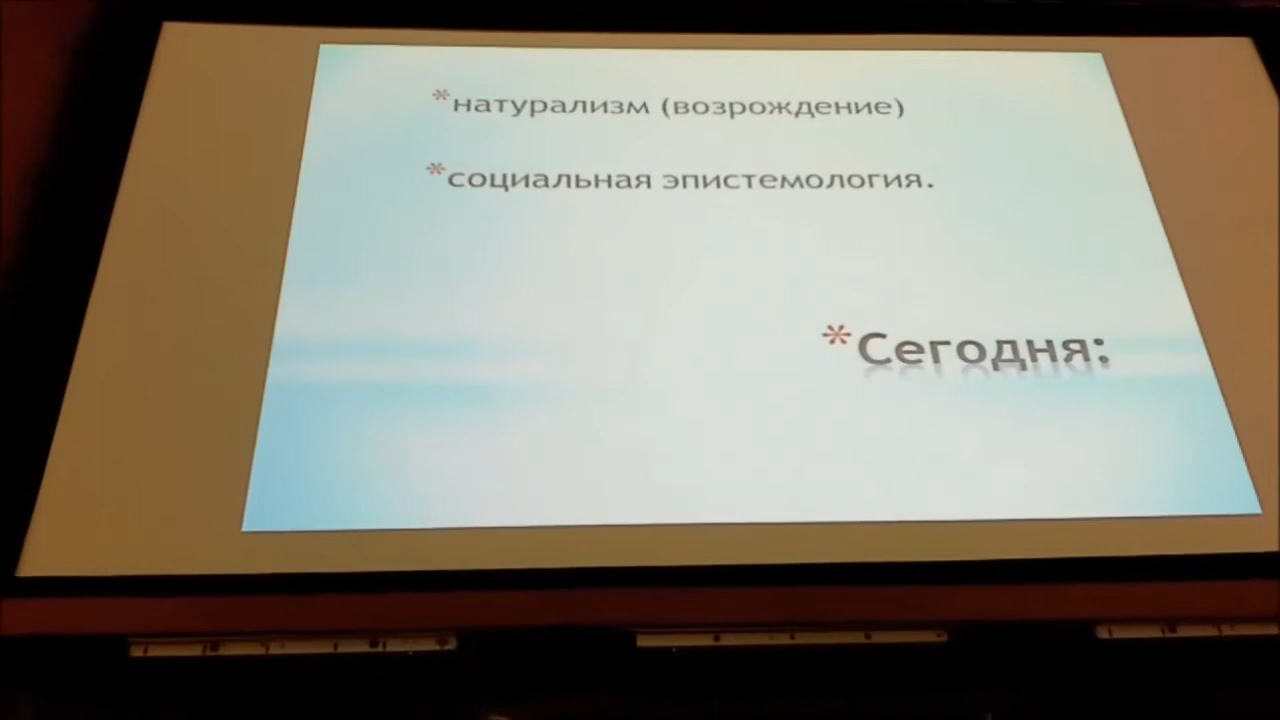 *натурализм (возрождение)
*социальная эпистемология.
*Сегодня: